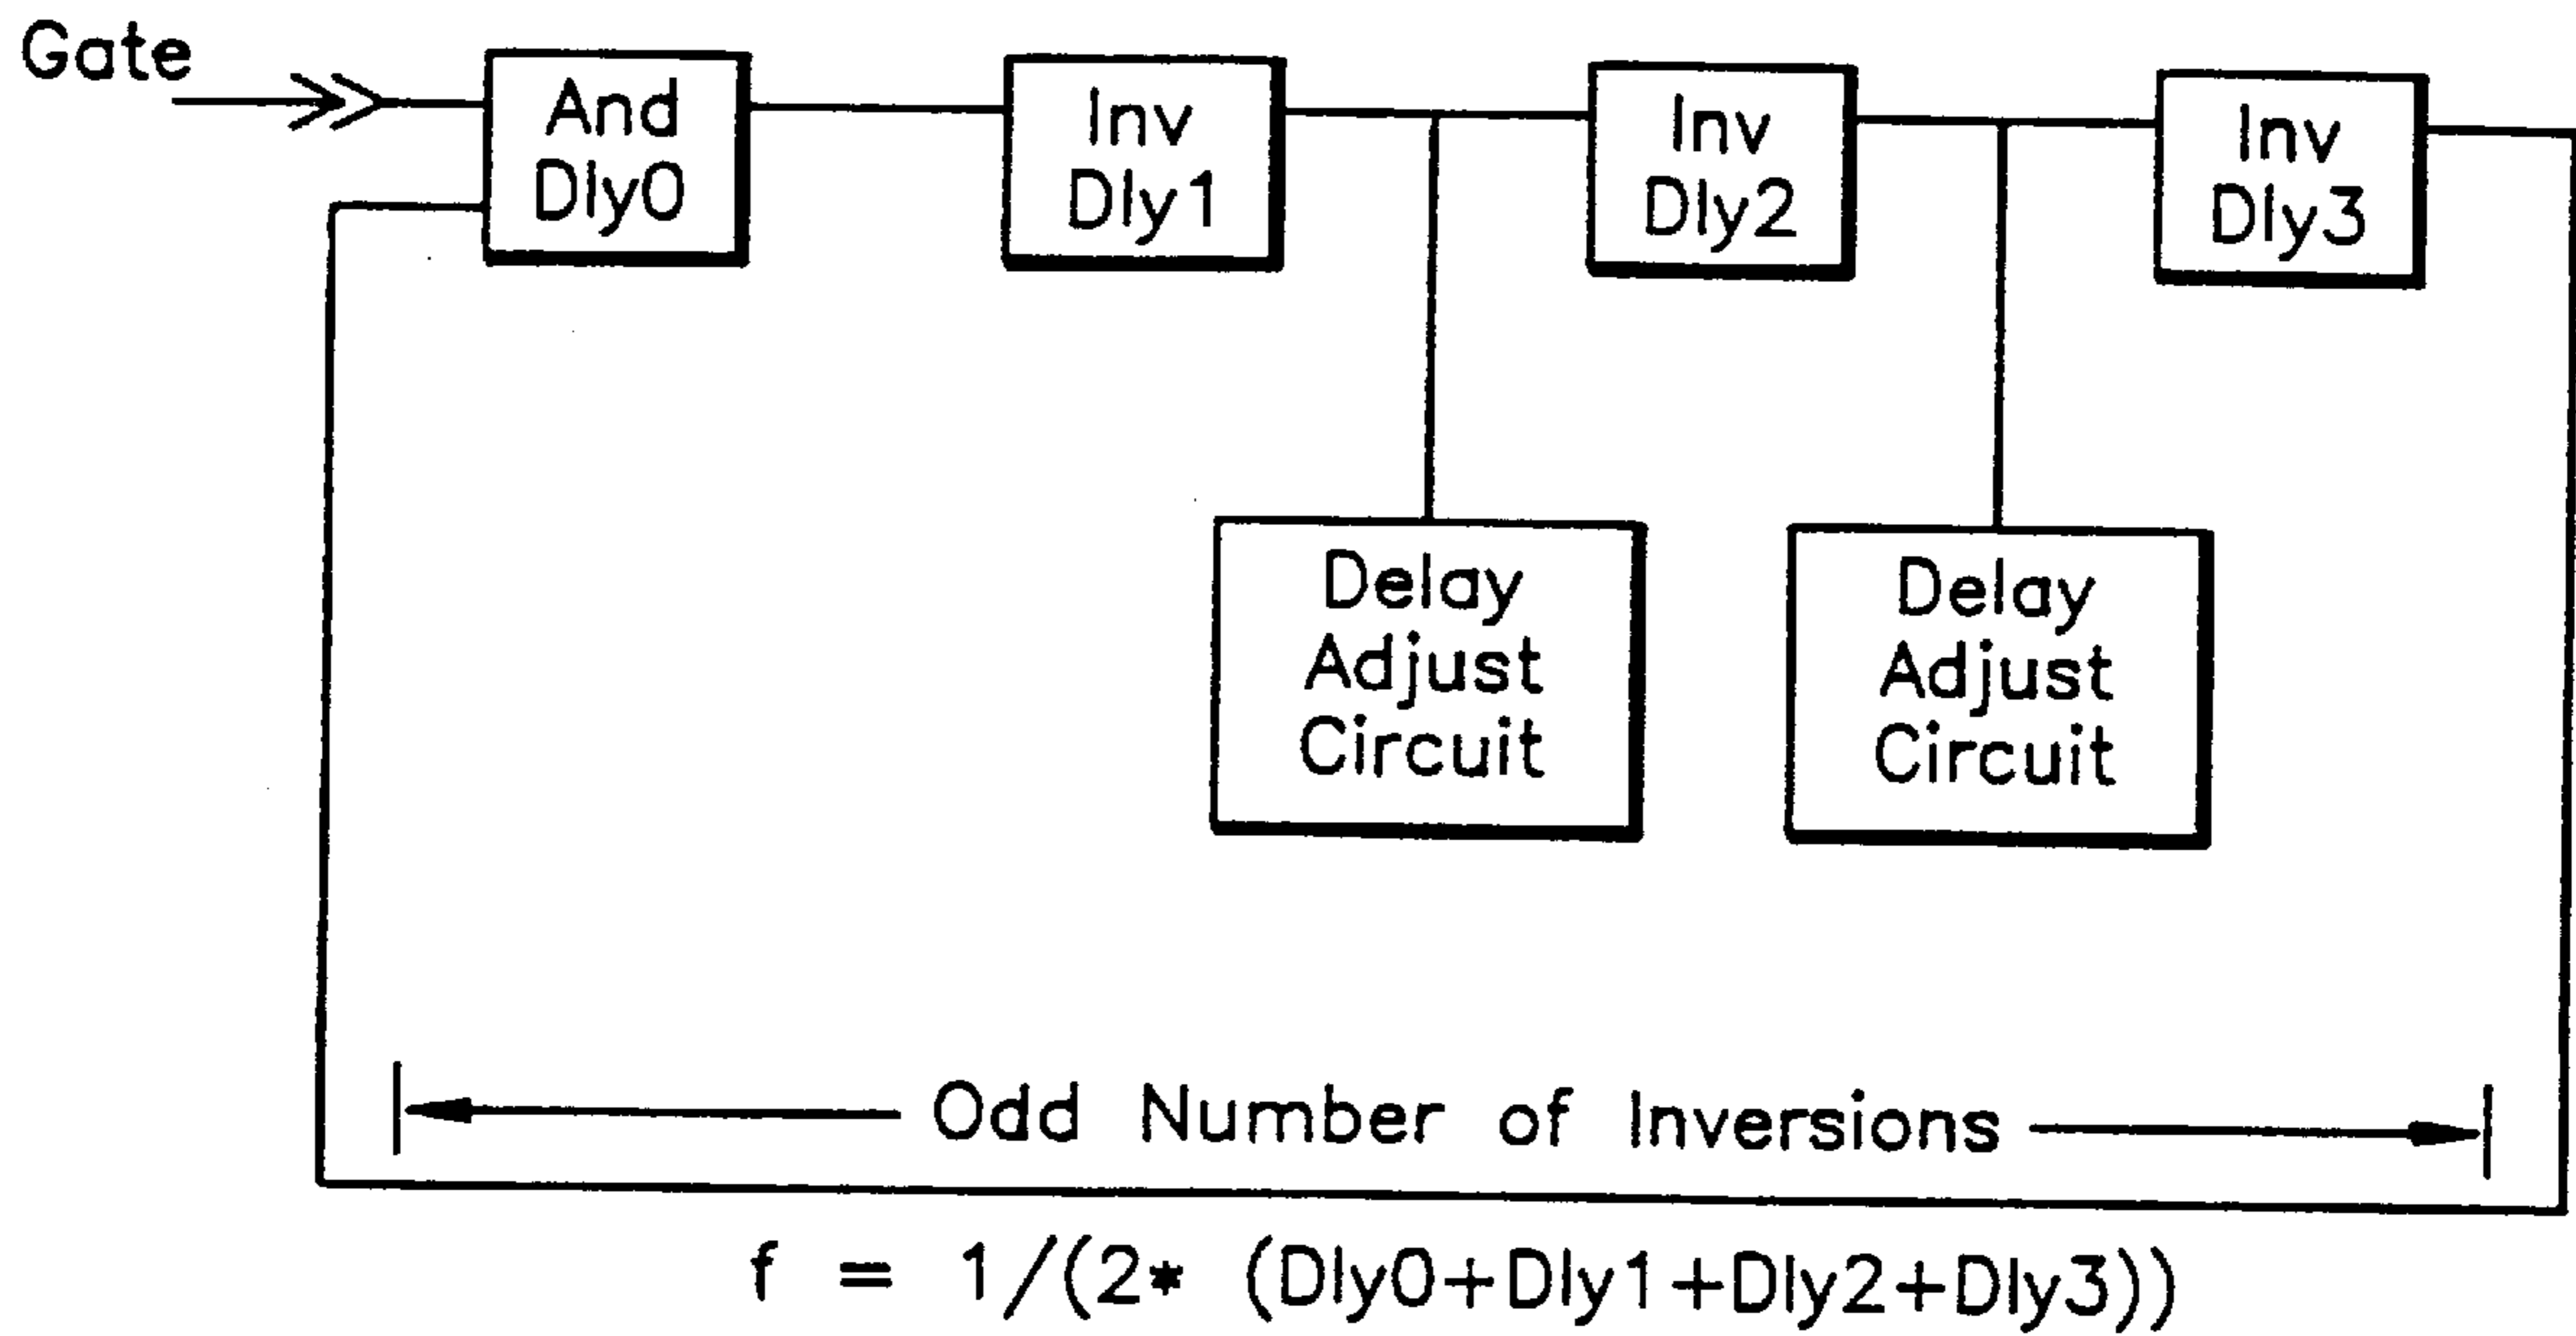 Gate
And
Dly0
Inv
Dly1
Inv
Dly2
Inv
Dly3
Delay
Adjust
Circuit
Delay
Adjust
Circuit
Odd Number of Inversions
f = 1/(2* (Dly0+Dly1+Dly2+Dly3))